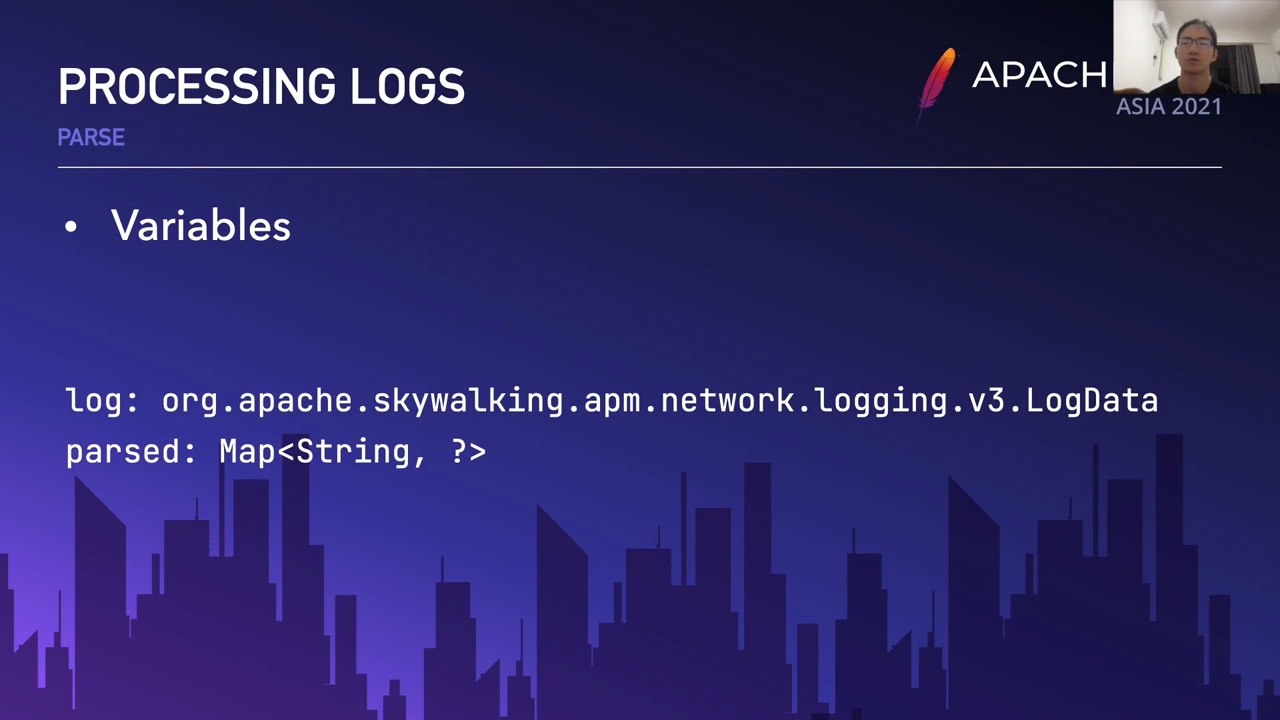 PROCESSING LOGS
APACH
ASIA 2021
PARSE
• Variables
log: org.apache.skywalking.apm.network.logging.v3.LogData
parsed: Map<String, ?>